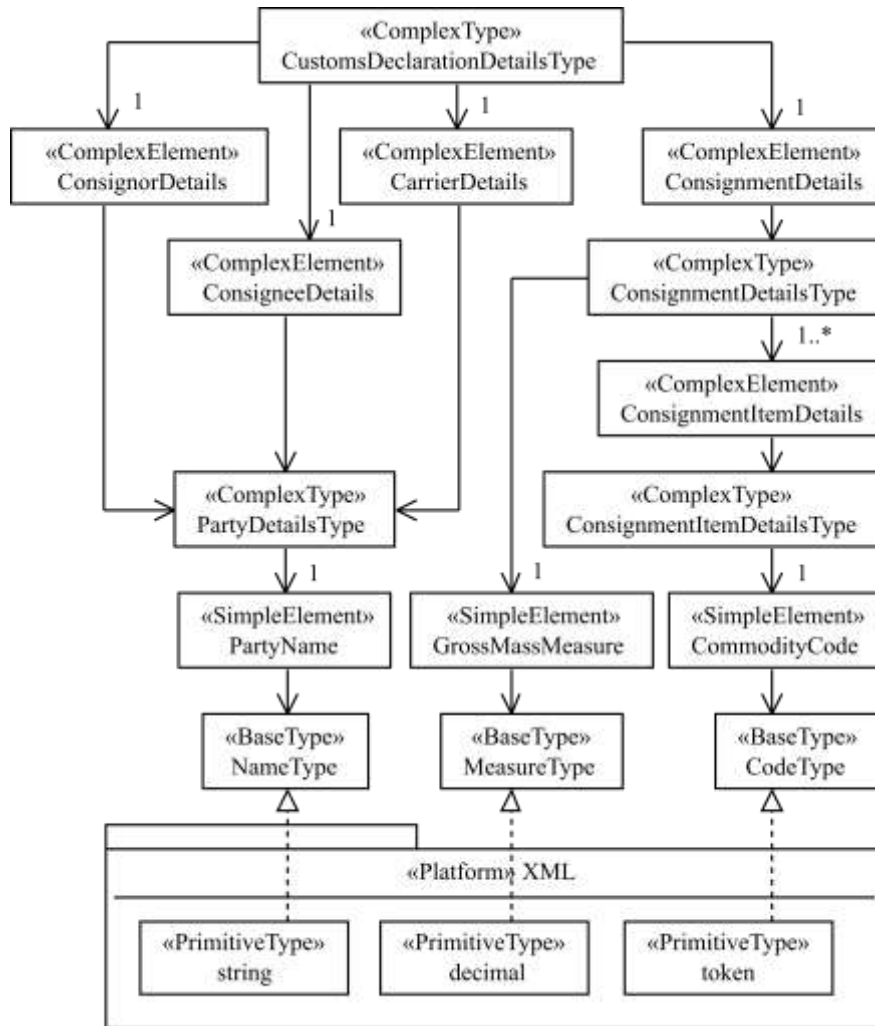 «ComplexType»
CustomsDeclarationDetailsType
1
1
1
«ComplexElement»
ConsignorDetails
«ComplexElement»
CarrierDetails
«ComplexElement»
ConsignmentDetails
1
«ComplexElement»
ConsigneeDetails
«ComplexType»
ConsignmentDetailsType
1..*
«ComplexElement»
ConsignmentItemDetails
«ComplexType»
PartyDetailsType
«ComplexType»
ConsignmentItemDetailsType
1
1
1
«SimpleElement»
PartyName
«SimpleElement»
GrossMassMeasure
«SimpleElement»
CommodityCode
«BaseType»
NameType
«BaseType»
MeasureType
«BaseType»
CodeType
«Platform» XML
«PrimitiveType»
string
«PrimitiveType»
decimal
«PrimitiveType»
token